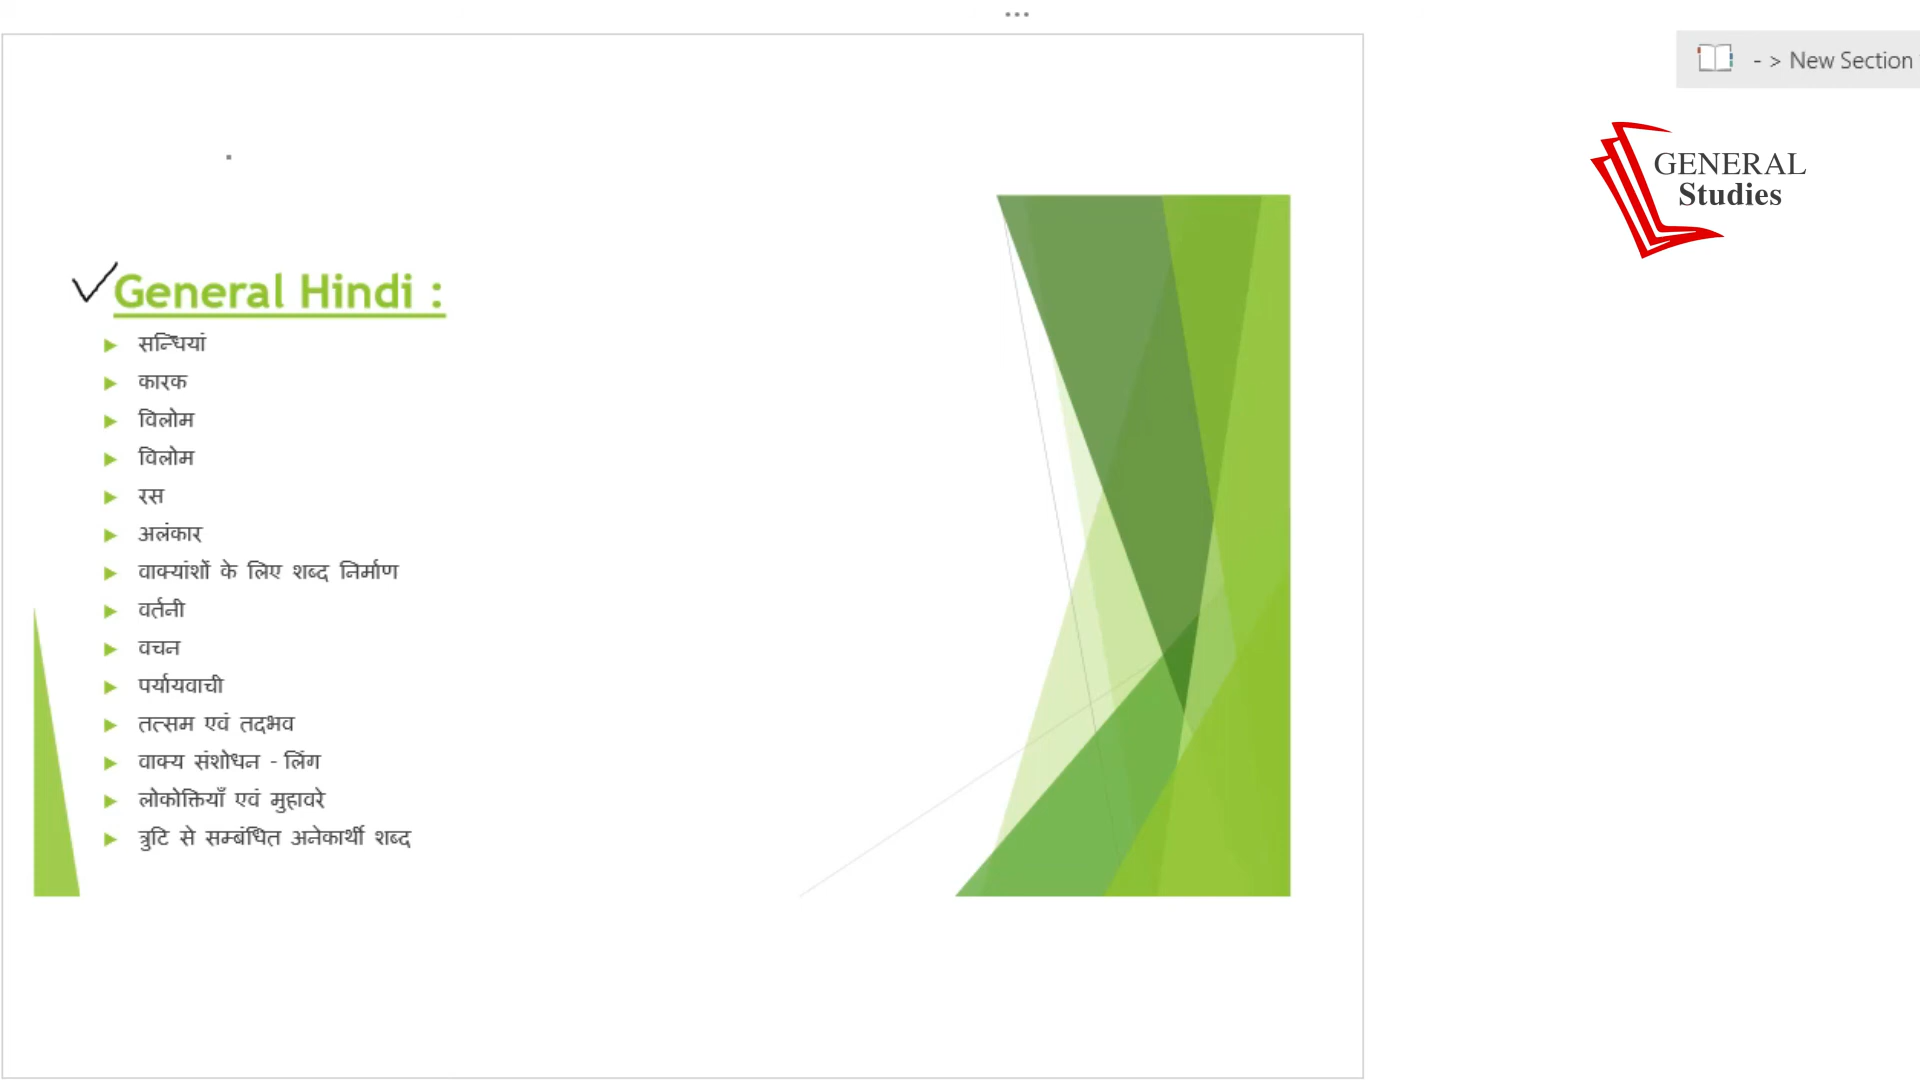 - > New Section
GENERAL
Studies
General Hindi :
सन्धियां
कारक
विलोम
विलोम
रस
अलंकार
वाक्यांशों के लिए शब्द निर्माण
वर्तनी
वचन
पर्यायवाची
तत्सम एवं तद्भव
वाक्य संशोधन - लिंग
लोकोक्तियाँ एवं मुहावरे
त्रुटि से सम्बंधित अनेकार्थी शब्द